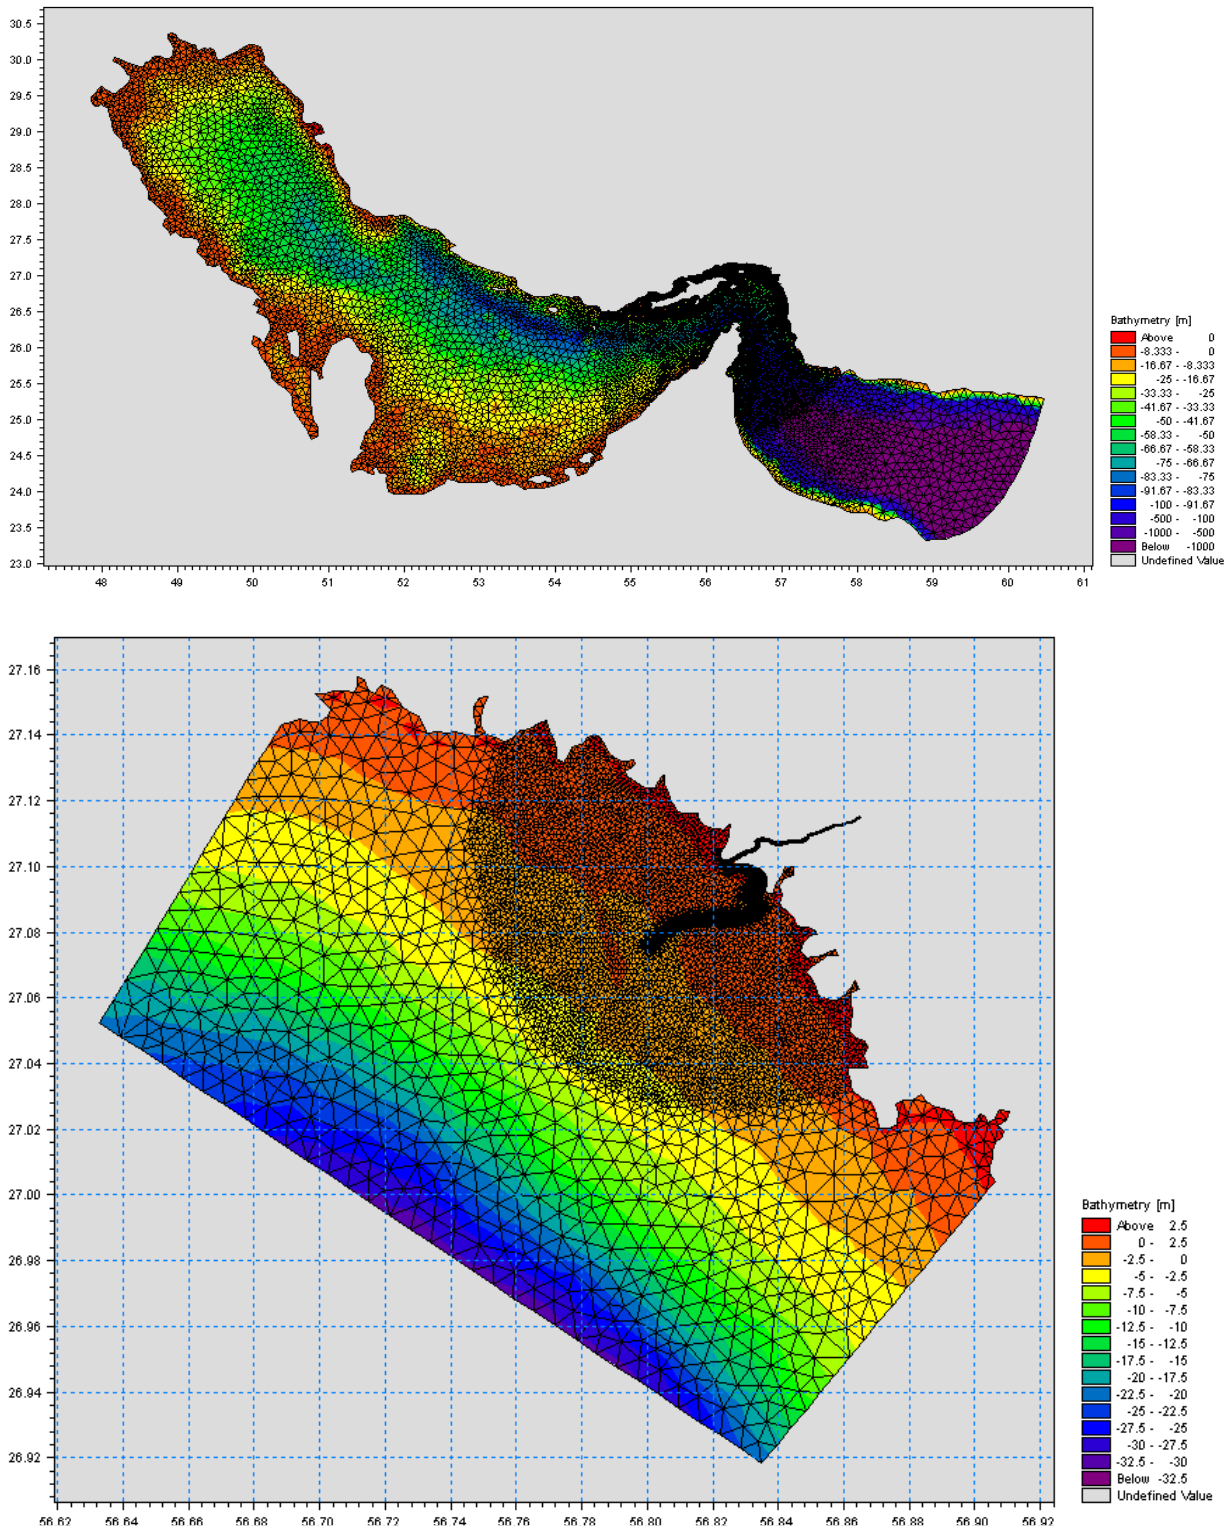 30.5
30.0
29.5
29.0
28.5
28.0
27.5
27.0
26.5
26.0
25.5
25.0
24.5
24.0
23.5
23.0
48 49 50 51 52 53 54 55 56 57 58 59 60 61
Bathymetry [m]
Above 0
-8.333 - 0
-16.67 - -8.333
-25 - -16.67
-33.33 - -25
-41.67 - -33.33
-50 - -41.67
-58.33 - -50
-66.67 - -58.33
-75 - -66.67
-83.33 - -75
-91.67 - -83.33
-100 - -91.67
-500 - -100
-1000 - -500
Below -1000
Undefined Value
27.16
27.14
27.12
27.10
27.08
27.06
27.04
27.02
27.00
26.98
26.96
26.94
26.92
56.62 56.64 56.66 56.68 56.70 56.72 56.74 56.76 56.78 56.80 56.82 56.84 56.86 56.88 56.90 56.92
Bathymetry [m]
Above 2.5
0 - 2.5
-2.5 - 0
-5 - -2.5
-7.5 - -5
-10 - -7.5
-12.5 - -10
-15 - -12.5
-17.5 - -15
-20 - -17.5
-22.5 - -20
-25 - -22.5
-27.5 - -25
-30 - -27.5
-32.5 - -30
Below -32.5
Undefined Value